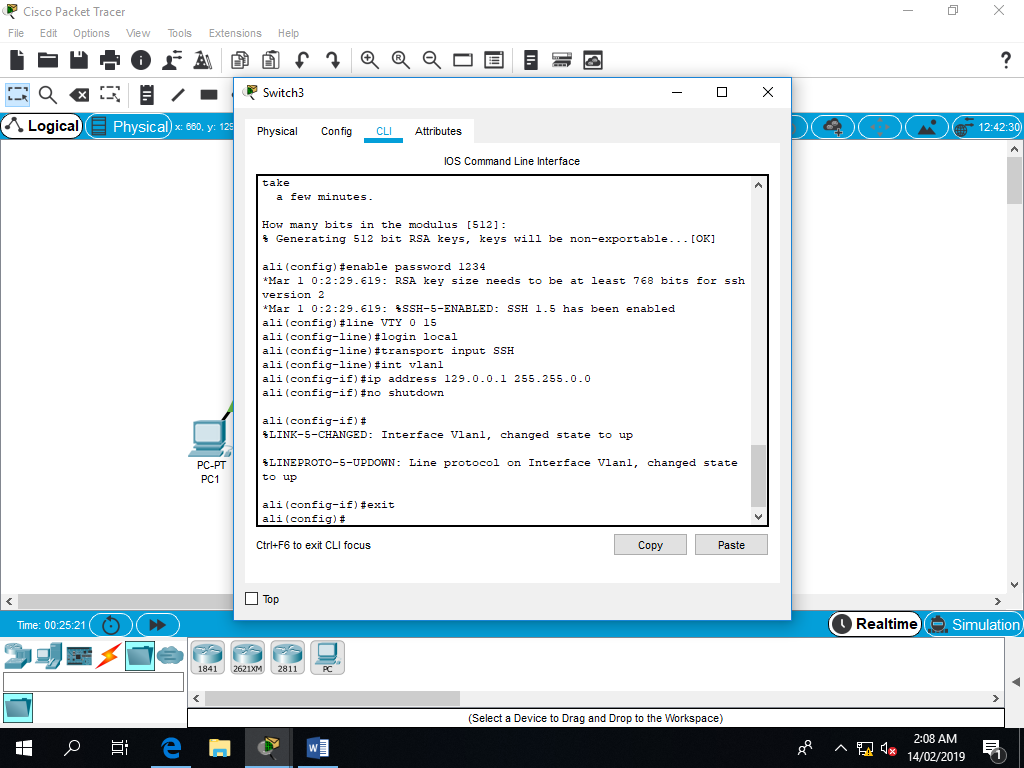 Cisco Packet Tracer
File Edit Options View Tools Extensions Help
Switch3
Logical
Physical
x: 660, y: 129
12:42:30
Physical Config CLI Attributes
IOS Command Line Interface
take
a few minutes.
How many bits in the modulus [512]:
% Generating 512 bit RSA keys, keys will be non-exportable...[OK]
ali(config)#enable password 1234
*Mar 1 0:2:29.619: RSA key size needs to be at least 768 bits for ssh
version 2
*Mar 1 0:2:29.619: %SSH-5-ENABLED: SSH 1.5 has been enabled
ali(config)#line VTY 0 15
ali(config-line)#login local
ali(config-line)#transport input SSH
ali(config-line)#int vlan1
ali(config-if)#ip address 129.0.0.1 255.255.0.0
ali(config-if)#no shutdown
ali(config-if)#
%LINK-5-CHANGED: Interface Vlan1, changed state to up
%LINEPROTO-5-UPDOWN: Line protocol on Interface Vlan1, changed state
to up
ali(config-if)#exit
ali(config)#
PC-PT
PC1
Ctrl+F6 to exit CLI focus
Copy
Paste
Top
Time: 00:25:21
Realtime
Simulation
1841
2621XM
2811
PC
(Select a Device to Drag and Drop to the Workspace)
2:08 AM
14/02/2019
1